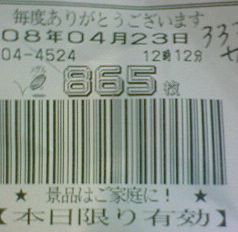 毎度ありがとうございます
08年04月23日
04-4524 12時12分
865枚
★ 景品はご家庭に! ★
【本日限り有効】